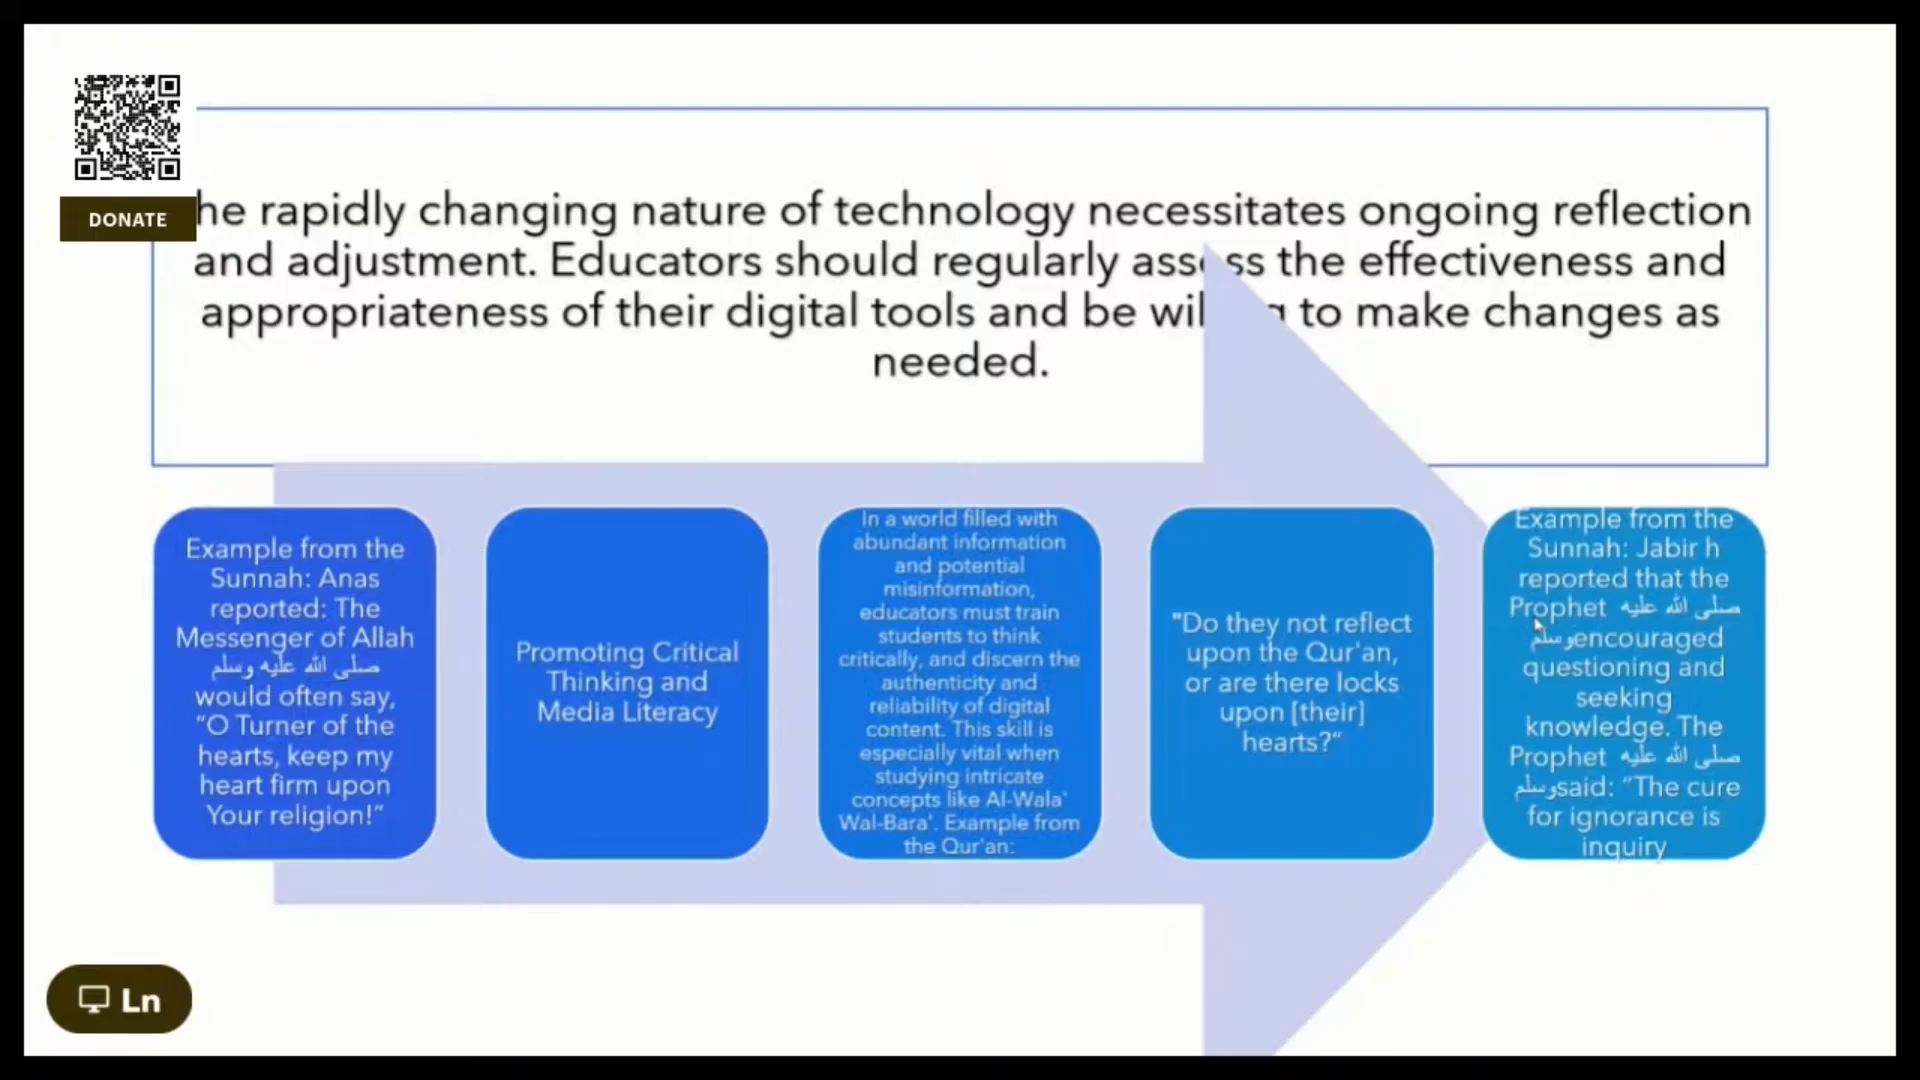 DONATE
he rapidly changing nature of technology necessitates ongoing reflection
and adjustment. Educators should regularly assess the effectiveness and
appropriateness of their digital tools and be to make changes as
needed.
Example from the
Sunnah: Anas
reported: The
Messenger of Allah
صلى الله عليه وسلم
would often say,
“O Turner of the
hearts, keep my
heart firm upon
Your religion!”
Promoting Critical
Thinking and
Media Literacy
In a world filled with
abundant information
and potential
misinformation,
educators must train
students to think
critically, and discern the
authenticity and
reliability of digital
content. This skill is
especially vital when
studying intricate
concepts like Al-Wala'
Wal-Bara'. Example from
the Qur'an:
"Do they not reflect
upon the Qur'an,
or are there locks
upon [their]
hearts?“
Example from the
Sunnah: Jabir h
reported that the
Prophet صلى الله عليه
وسلمencouraged
questioning and
seeking
knowledge. The
Prophet صلى الله عليه
وسلمsaid: “The cure
for ignorance is
inquiry
Ln